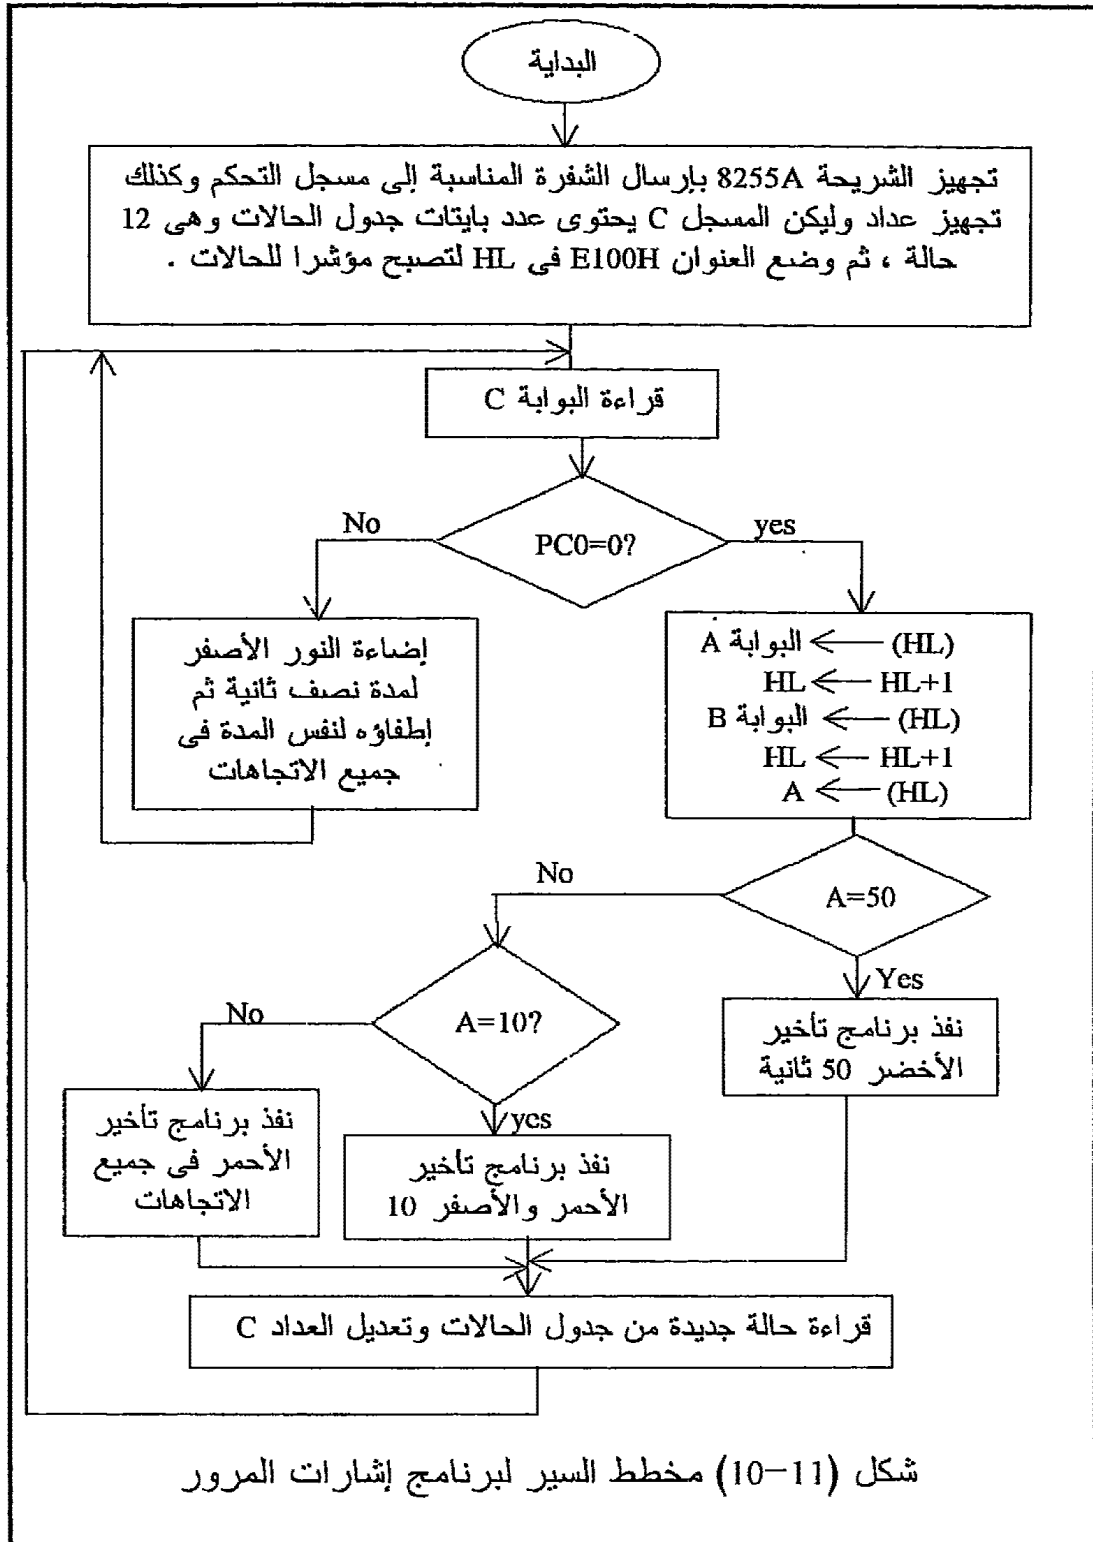 البداية
تجهيز الشريحة 8255A بإرسال الشفرة المناسبة إلى مسجل التحكم وكذلك
تجهيز عداد وليكن المسجل C يحتوى عدد بايتات جدول الحالات وهى 12
حالة ، ثم وضع العنوان E100H فى HL لتصبح مؤشرا للحالات .
قراءة البوابة C
PC0=0?
No
yes
إضاءة النور الأصفر
لمدة نصف ثانية ثم
إطفاؤه لنفس المدة فى
جميع الاتجاهات
البوابة A ← (HL)
HL ← HL+1
البوابة B ← (HL)
HL ← HL+1
A ← (HL)
A=50
No
Yes
A=10?
No
yes
نفذ برنامج تأخير
الأخضر 50 ثانية
نفذ برنامج تأخير
الأحمر فى جميع
الاتجاهات
نفذ برنامج تأخير
الأحمر والأصفر 10
قراءة حالة جديدة من جدول الحالات وتعديل العداد C
شكل (11-10) مخطط السير لبرنامج إشارات المرور